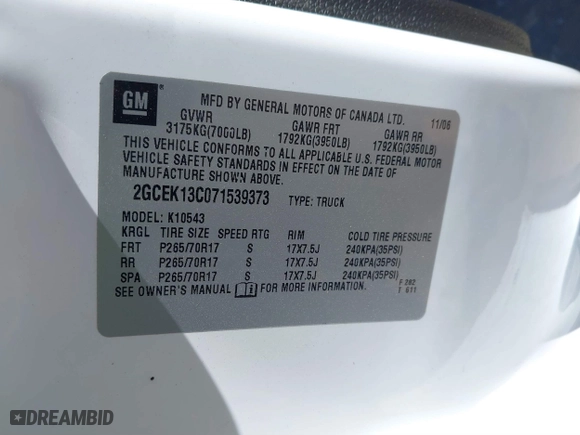 GM ®
MFD BY GENERAL MOTORS OF CANADA LTD. 11/06
GVWR GAWR FRT GAWR RR
3175KG(7000LB) 1792KG(3950LB) 1792KG(3950LB)
THIS VEHICLE CONFORMS TO ALL APPLICABLE U.S. FEDERAL MOTOR
VEHICLE SAFETY STANDARDS IN EFFECT ON THE DATE OF
MANUFACTURE SHOWN ABOVE.
2GCEK13C071539373 TYPE: TRUCK
MODEL: K10543
KRGL TIRE SIZE SPEED RTG RIM COLD TIRE PRESSURE
FRT P265/70R17 S 17X7.5J 240KPA(35PSI)
RR P265/70R17 S 17X7.5J 240KPA(35PSI)
SPA P265/70R17 S 17X7.5J 240KPA(35PSI)
SEE OWNER'S MANUAL FOR MORE INFORMATION.
F 282
T 611
DREAMBID